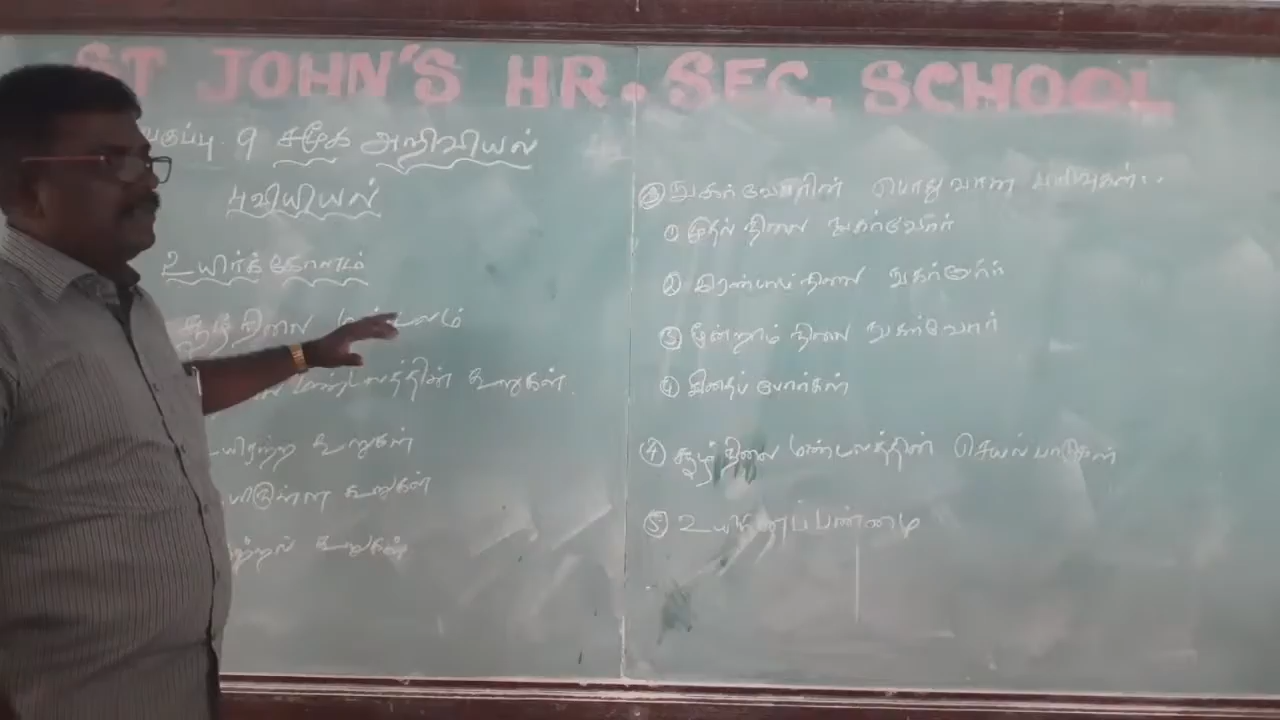 ST JOHN'S HR. SEC. SCHOOL
வகுப்பு. 9 சமூக அறிவியல்
புவியியல்
உயிர்க்கோளம்
சூழ்நிலை மண்டலம்
மண்டலத்தின் கூறுகள்.
உயிரற்ற கூறுகள்
உயிருள்ள கூறுகள்
ஆற்றல் கூறுகள்
③ நுகர்வோரின் பொதுவான பிரிவுகள்..
① முதல்நிலை நுகர்வோர்
② இரண்டாம்நிலை நுகர்வோர்
③ மூன்றாம் நிலை நுகர்வோர்
④ சிதைப்போர்கள்
④ சூழ்நிலை மண்டலத்தின் செயல்பாடுகள்
⑤ உயிரினப்பன்மை